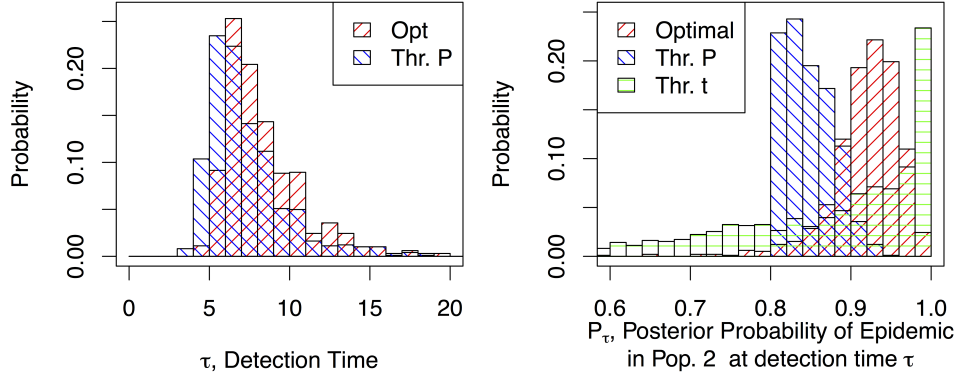 Probability
0.00
0.10
0.20
Opt
Thr. P
0
5
10
15
20
τ, Detection Time
Probability
0.00
0.10
0.20
Optimal
Thr. P
Thr. t
0.6
0.7
0.8
0.9
1.0
Pτ, Posterior Probability of Epidemic
in Pop. 2 at detection time τ